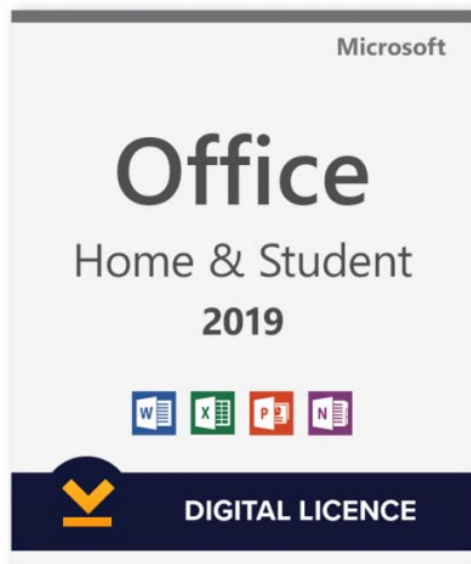 Microsoft
Office
Home & Student
2019
W X P N
DIGITAL LICENCE